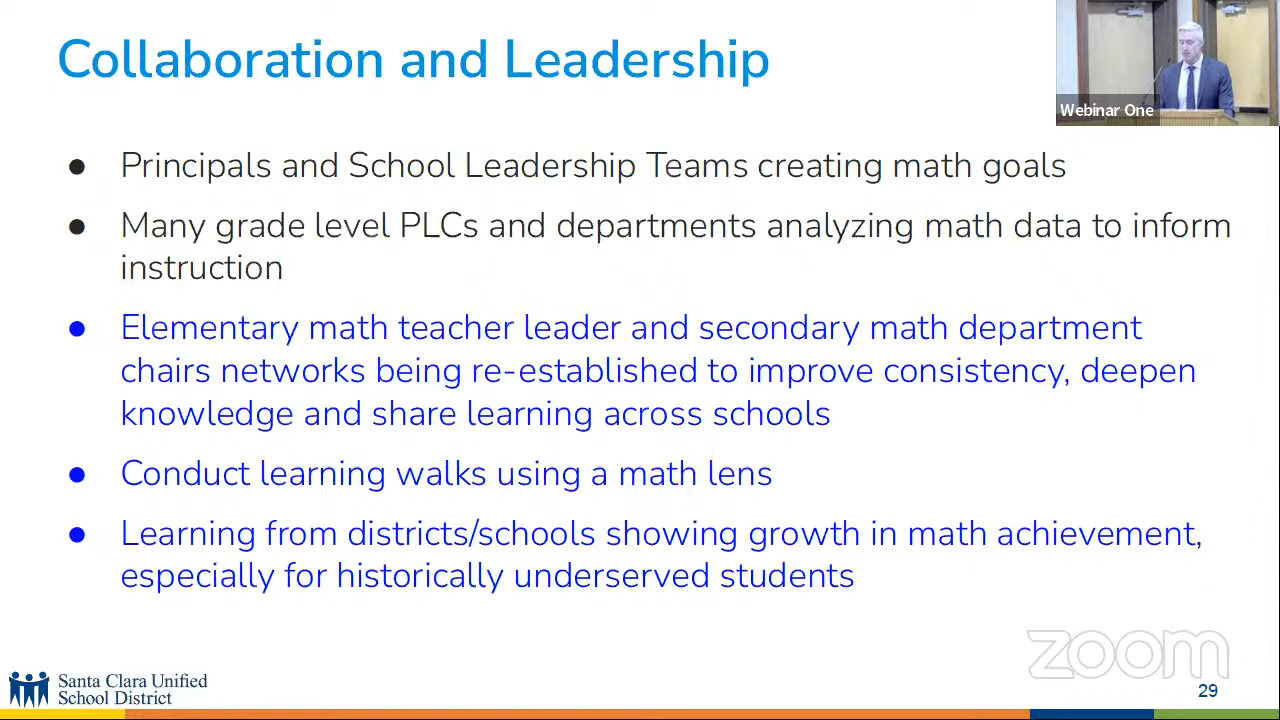 Collaboration and Leadership
Webinar One
● Principals and School Leadership Teams creating math goals
● Many grade level PLCs and departments analyzing math data to inform
instruction
● Elementary math teacher leader and secondary math department
chairs networks being re-established to improve consistency, deepen
knowledge and share learning across schools
● Conduct learning walks using a math lens
● Learning from districts/schools showing growth in math achievement,
especially for historically underserved students
zoom
Santa Clara Unified
School District
29